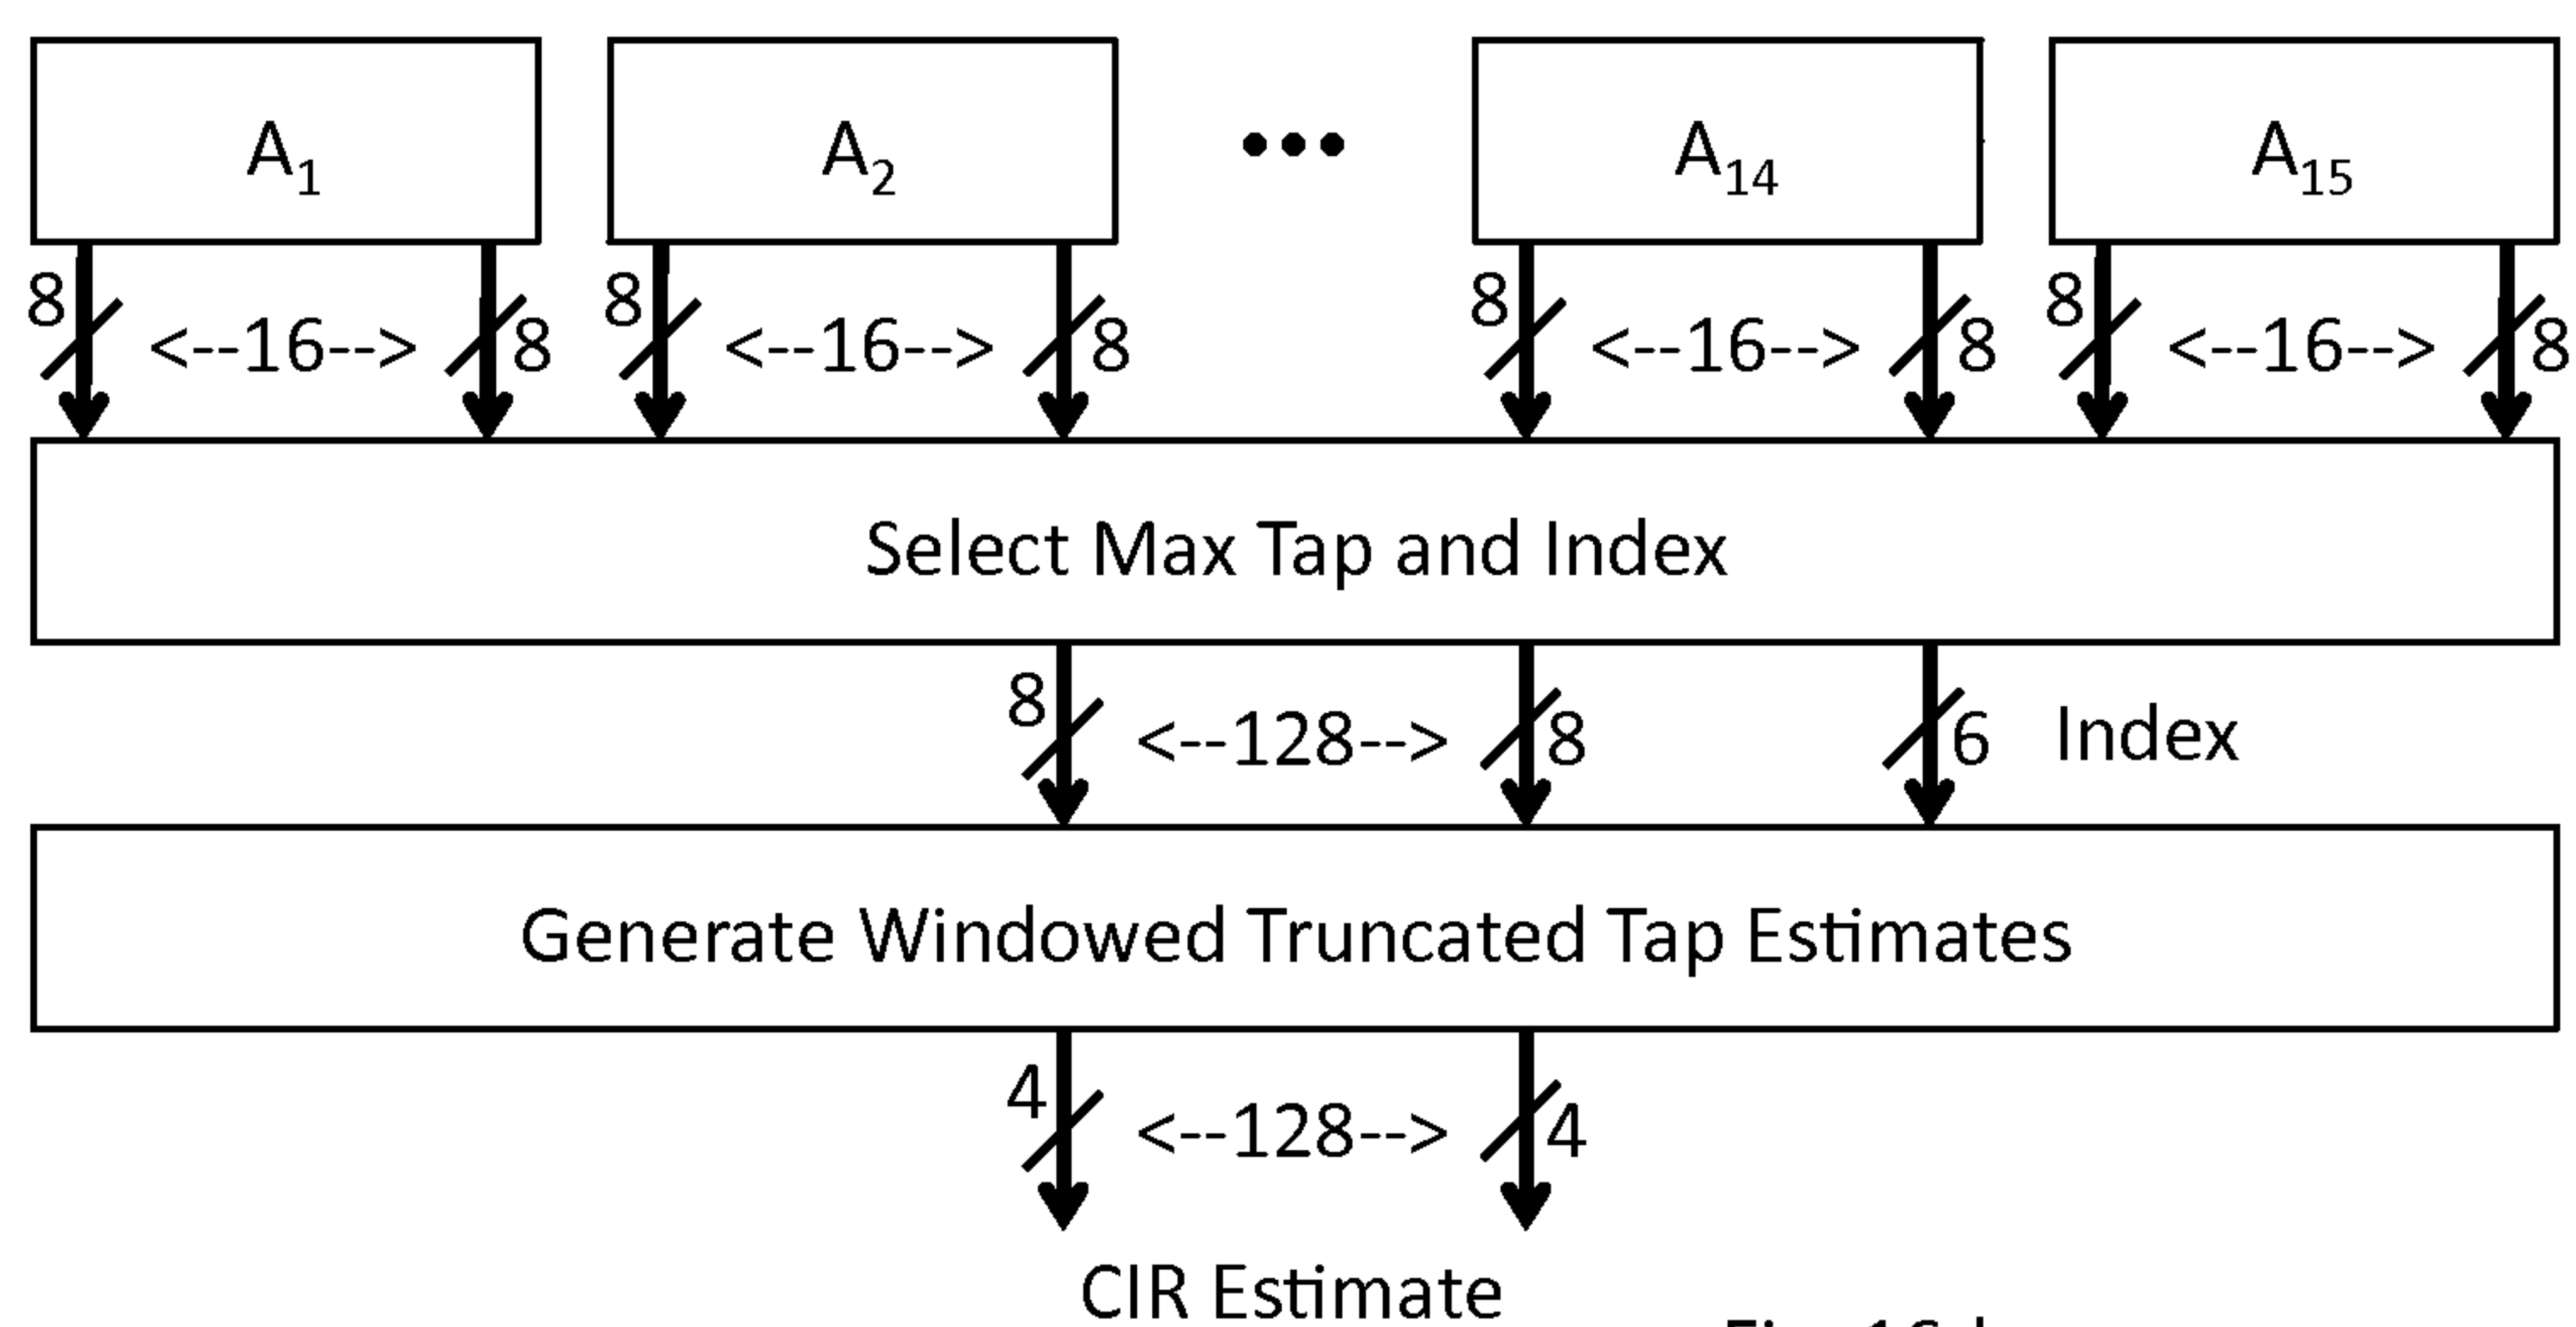 A1 A2 ••• A14 A15
8 <--16--> 8 8 <--16--> 8 8 <--16--> 8 8 <--16--> 8
Select Max Tap and Index
8 <--128--> 8 6 Index
Generate Windowed Truncated Tap Estimates
4 <--128--> 4
CIR Estimate